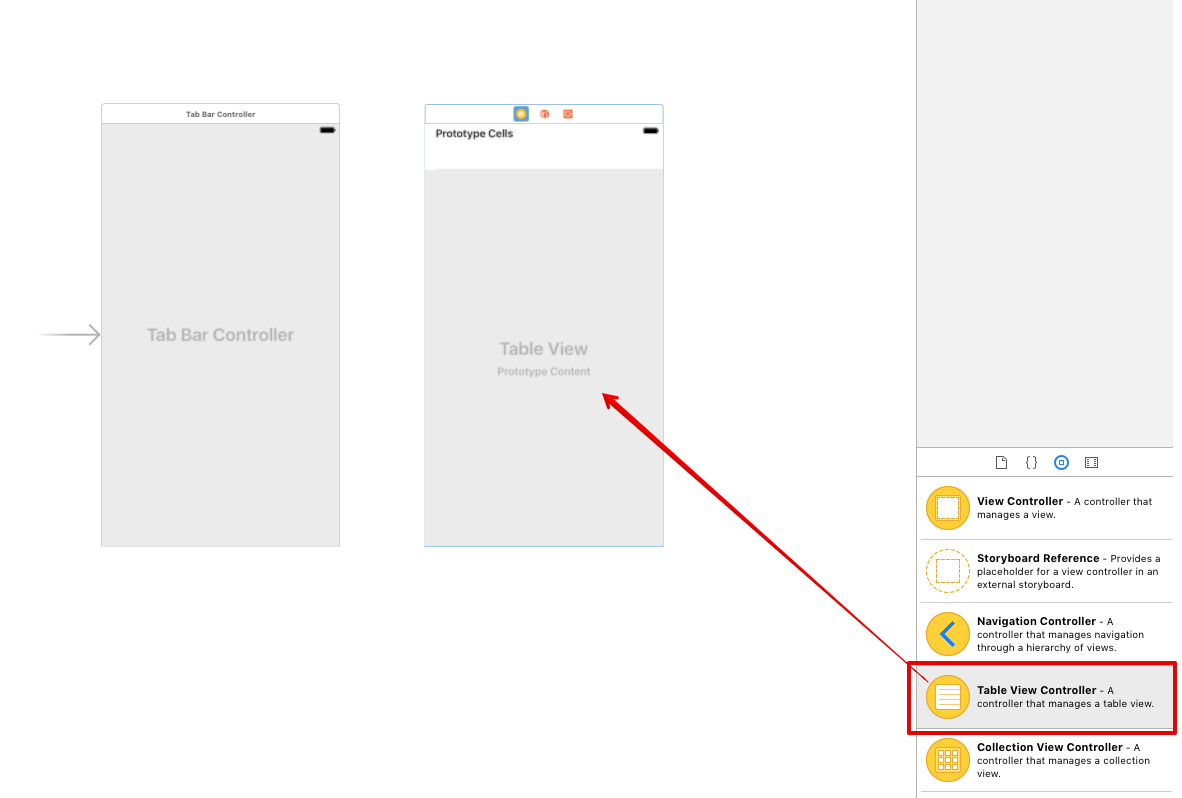 Tab Bar Controller
Prototype Cells
Tab Bar Controller
Table View
Prototype Content
{ }
View Controller - A controller that
manages a view.
Storyboard Reference - Provides a
placeholder for a view controller in an
external storyboard.
Navigation Controller - A
controller that manages navigation
through a hierarchy of views.
Table View Controller - A
controller that manages a table view.
Collection View Controller - A
controller that manages a collection
view.